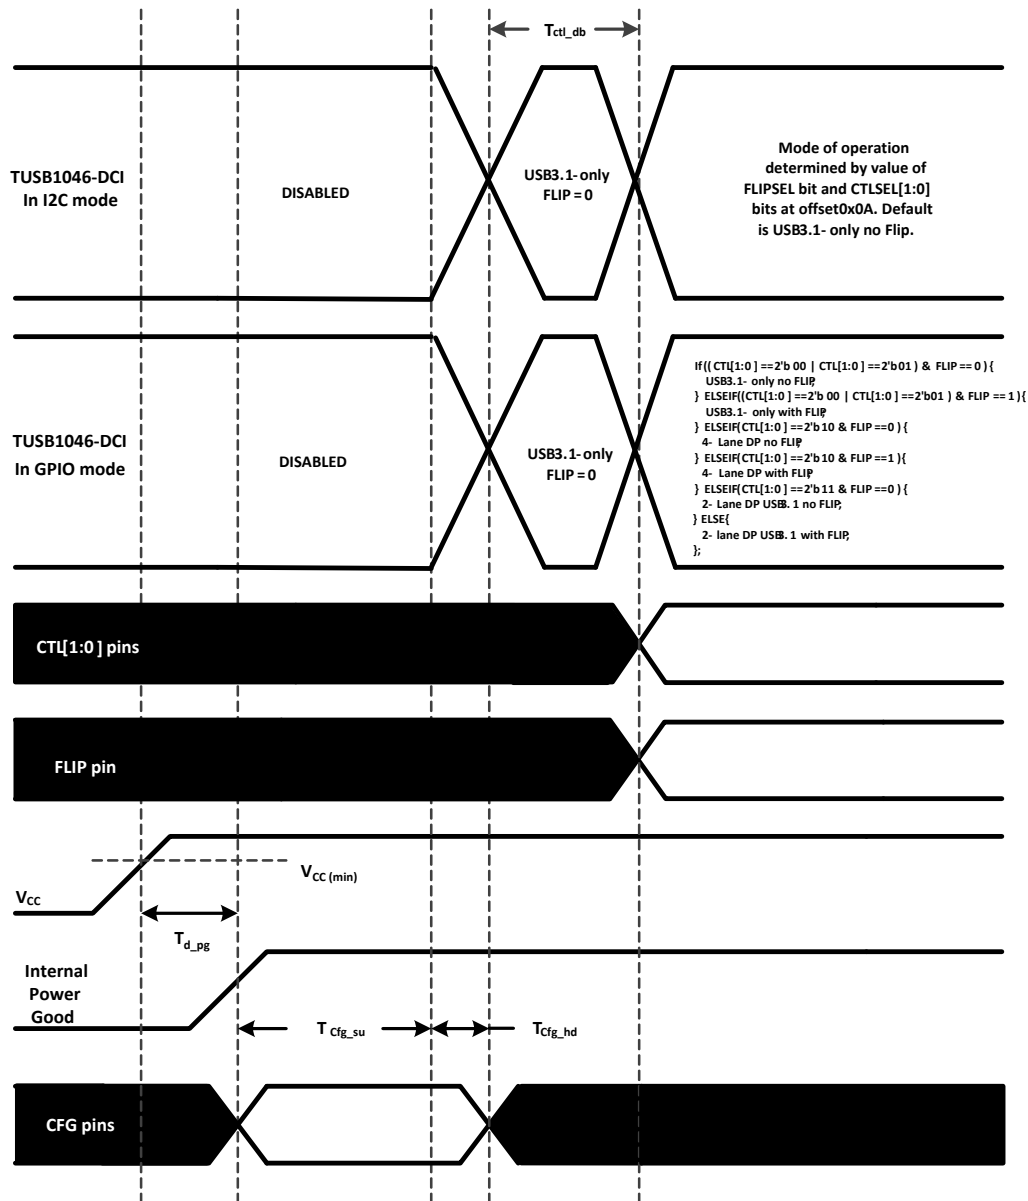 Tctl_db
TUSB1046-DCI
In I2C mode
DISABLED
USB3.1- only
FLIP = 0
Mode of operation
determined by value of
FLIPSEL bit and CTLSEL[1:0]
bits at offset0x0A. Default
is USB3.1- only no Flip.
TUSB1046-DCI
In GPIO mode
DISABLED
USB3.1- only
FLIP = 0
If(( CTL[1:0 ] ==2'b 00 | CTL[1:0 ] ==2'b01 ) & FLIP == 0 ) {
USB3.1- only no FLIP;
} ELSEIF((CTL[1:0 ] ==2'b 00 | CTL[1:0 ] ==2'b01 ) & FLIP == 1 ) {
USB3.1- only with FLIP;
} ELSEIF(CTL[1:0 ] ==2'b 10 & FLIP ==0 ) {
4- Lane DP no FLIP;
} ELSEIF(CTL[1:0 ] ==2'b 10 & FLIP ==1 ) {
4- Lane DP with FLIP;
} ELSEIF(CTL[1:0 ] ==2'b 11 & FLIP ==0 ) {
2- Lane DP USB3. 1 no FLIP;
} ELSE{
2- lane DP USB3. 1 with FLIP;
};
CTL[1:0 ] pins
FLIP pin
VCC (min)
VCC
Td_pg
Internal
Power
Good
T Cfg_su
TCfg_hd
CFG pins